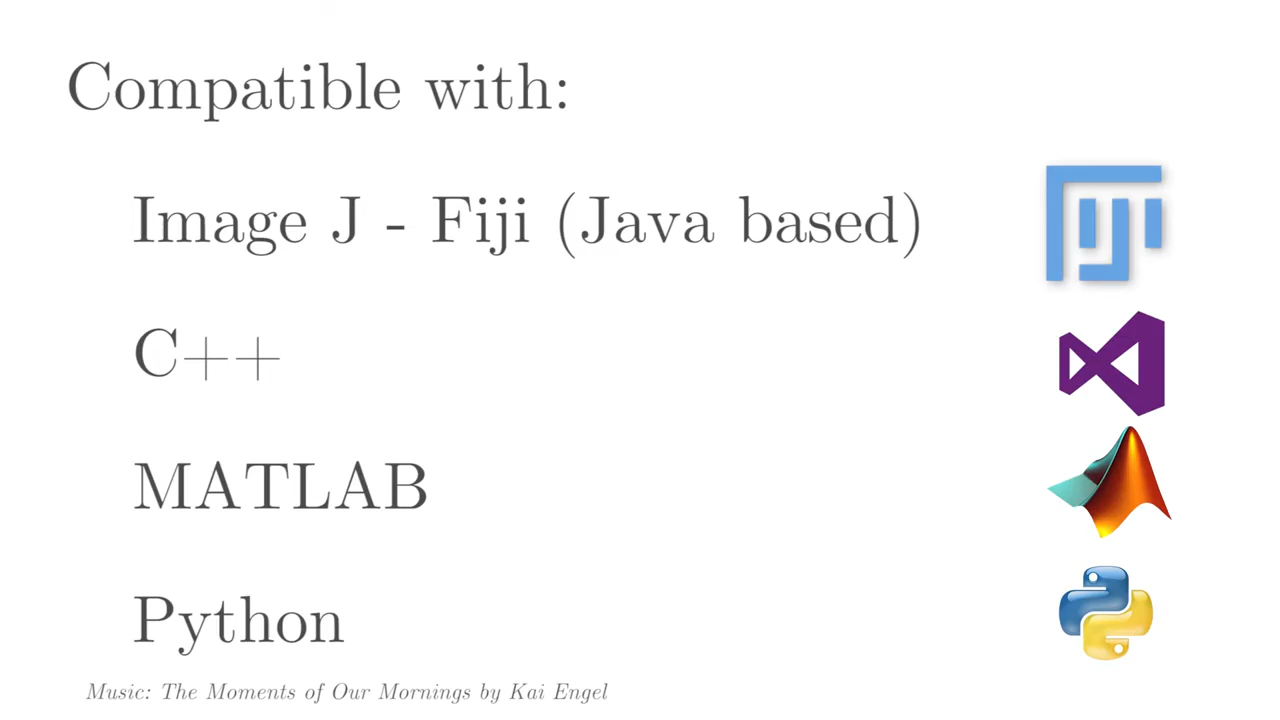 Compatible with:
Image J - Fiji (Java based)
C++
MATLAB
Python
Music: The Moments of Our Mornings by Kai Engel